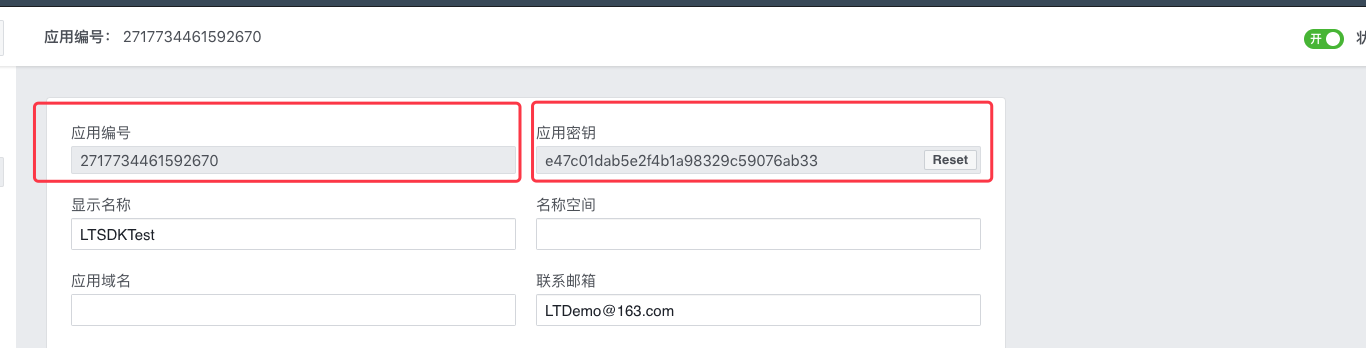 应用编号： 2717734461592670
开
应用编号
应用密钥
2717734461592670
e47c01dab5e2f4b1a98329c59076ab33
Reset
显示名称
名称空间
LTSDKTest
应用域名
联系邮箱
LTDemo@163.com